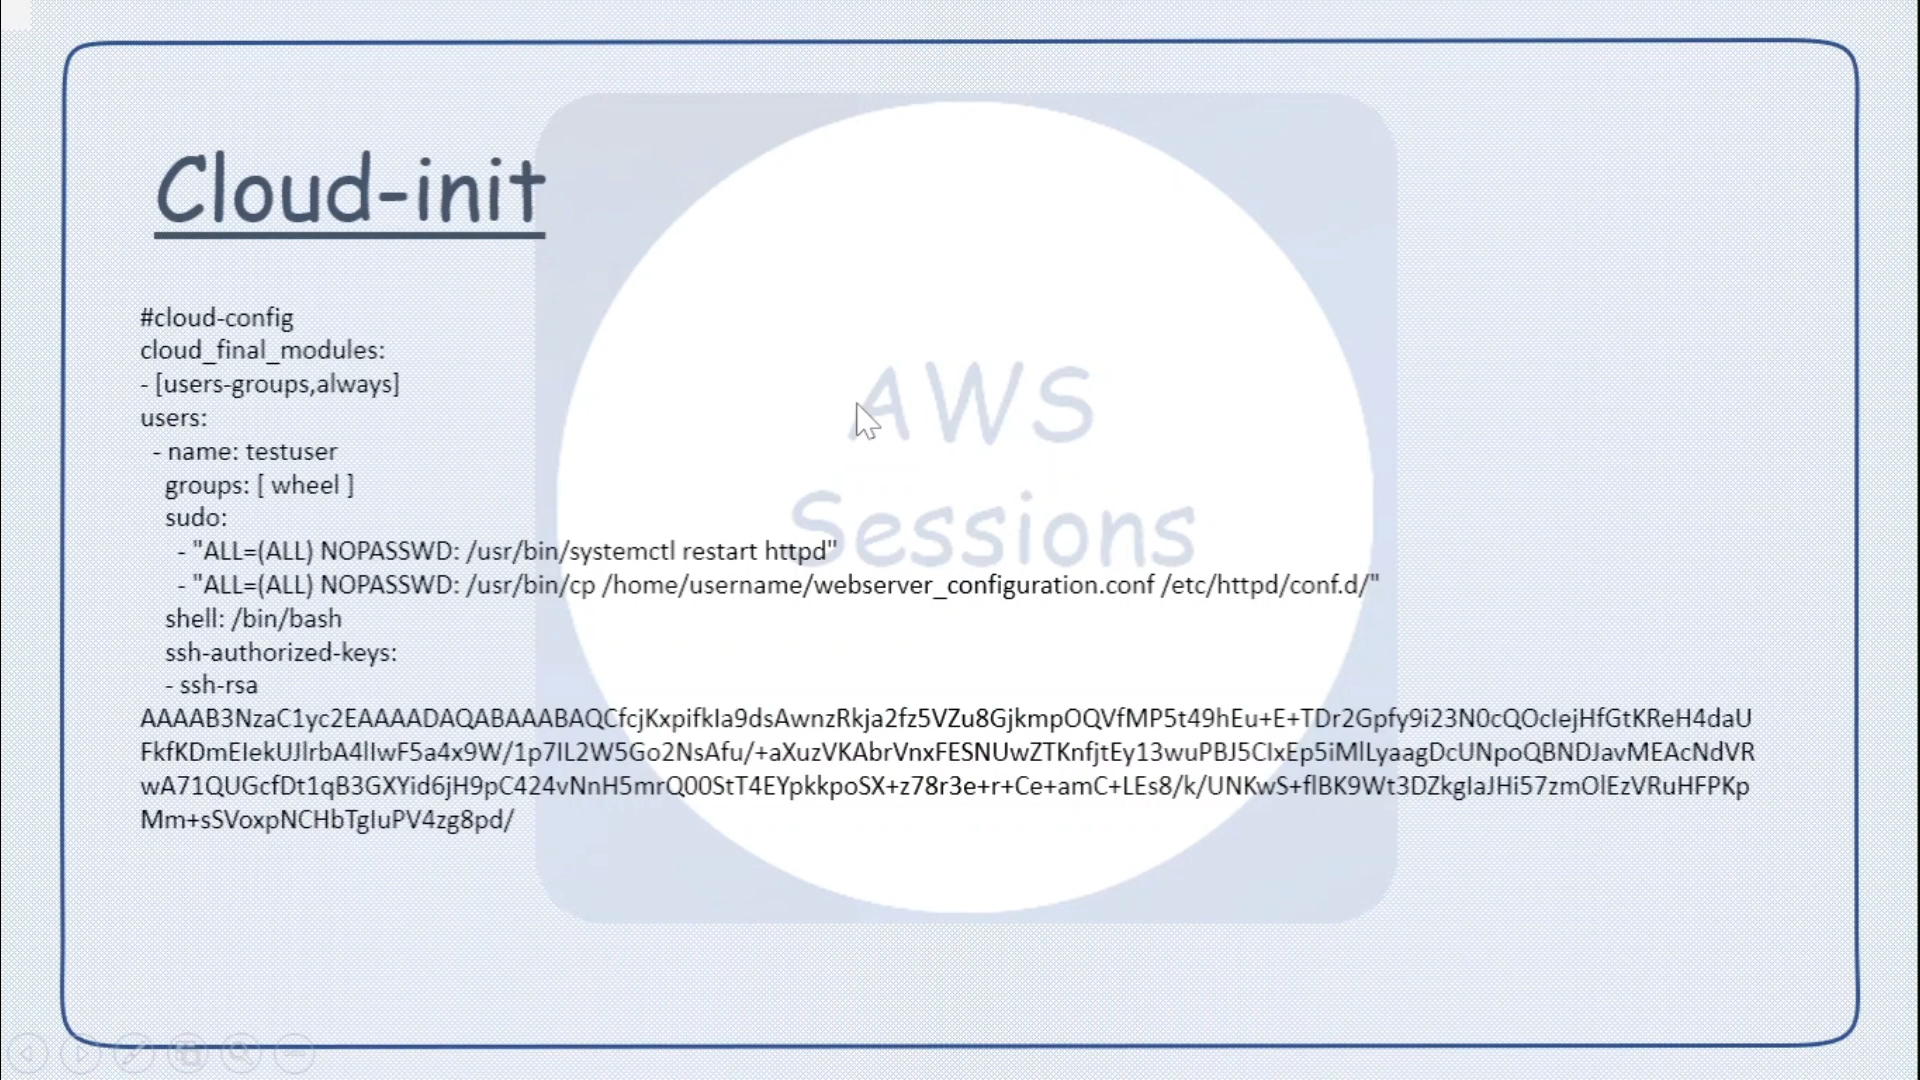 Cloud-init
AWS
Sessions
#cloud-config
cloud_final_modules:
- [users-groups,always]
users:
- name: testuser
groups: [ wheel ]
sudo:
- "ALL=(ALL) NOPASSWD: /usr/bin/systemctl restart httpd"
- "ALL=(ALL) NOPASSWD: /usr/bin/cp /home/username/webserver_configuration.conf /etc/httpd/conf.d/"
shell: /bin/bash
ssh-authorized-keys:
- ssh-rsa
AAAAB3NzaC1yc2EAAAADAQABAAABAQCfcjKxpifkIa9dsAwnzRkja2fz5VZu8GjkmpOQVfMP5t49hEu+E+TDr2Gpfy9i23N0cQOcIejHfGtKReH4daU
FkfKDmEIekUJlrbA4lIwF5a4x9W/1p7IL2W5Go2NsAfu/+aXuzVKAbrVnxFESNUwZTKnfjtEy13wuPBJ5CIxEp5iMlLyaagDcUNpoQBNDJavMEAcNdVR
wA71QUGcfDt1qB3GXYid6jH9pC424vNnH5mrQ00StT4EYpkkpoSX+z78r3e+r+Ce+amC+LEs8/k/UNKwS+flBK9Wt3DZkgIaJHi57zmOlEzVRuHFPKp
Mm+sSVoxpNCHbTgIuPV4zg8pd/